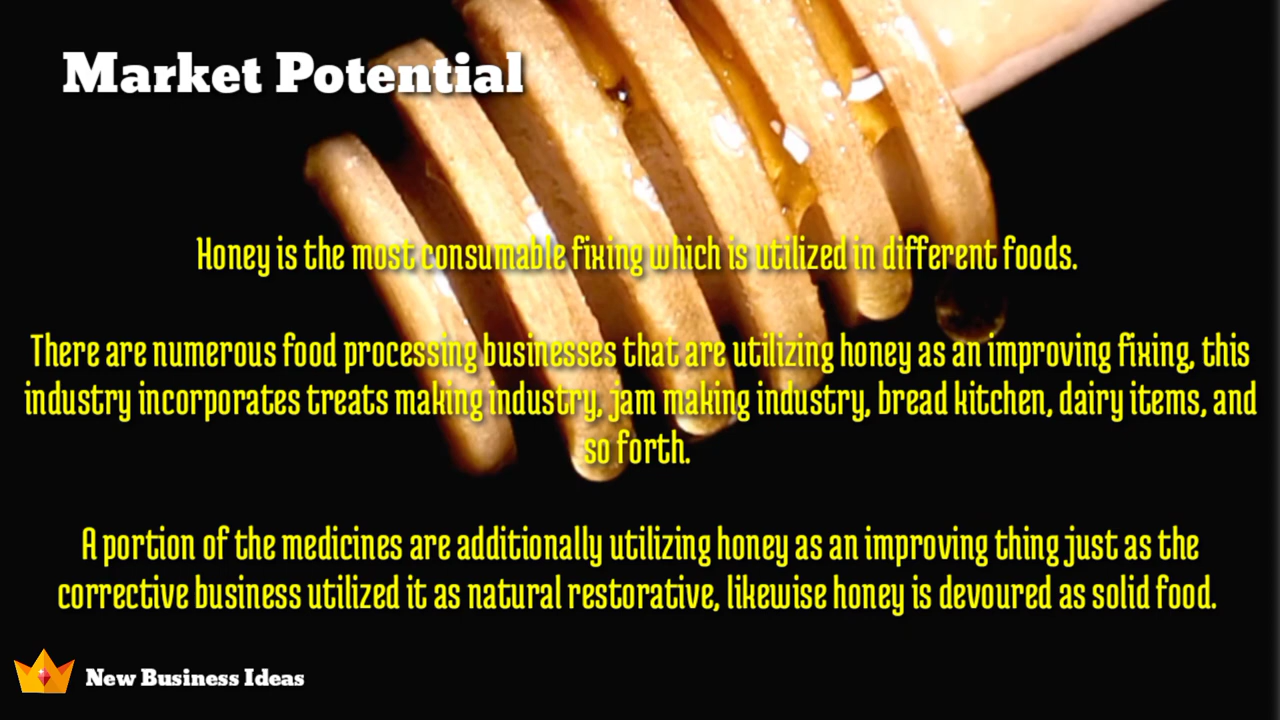 Market Potential
Honey is the most consumable fixing which is utilized in different foods.
There are numerous food processing businesses that are utilizing honey as an improving fixing, this
industry incorporates treats making industry, jam making industry, bread kitchen, dairy items, and
so forth.
A portion of the medicines are additionally utilizing honey as an improving thing just as the
corrective business utilized it as natural restorative, likewise honey is devoured as solid food.
New Business Ideas